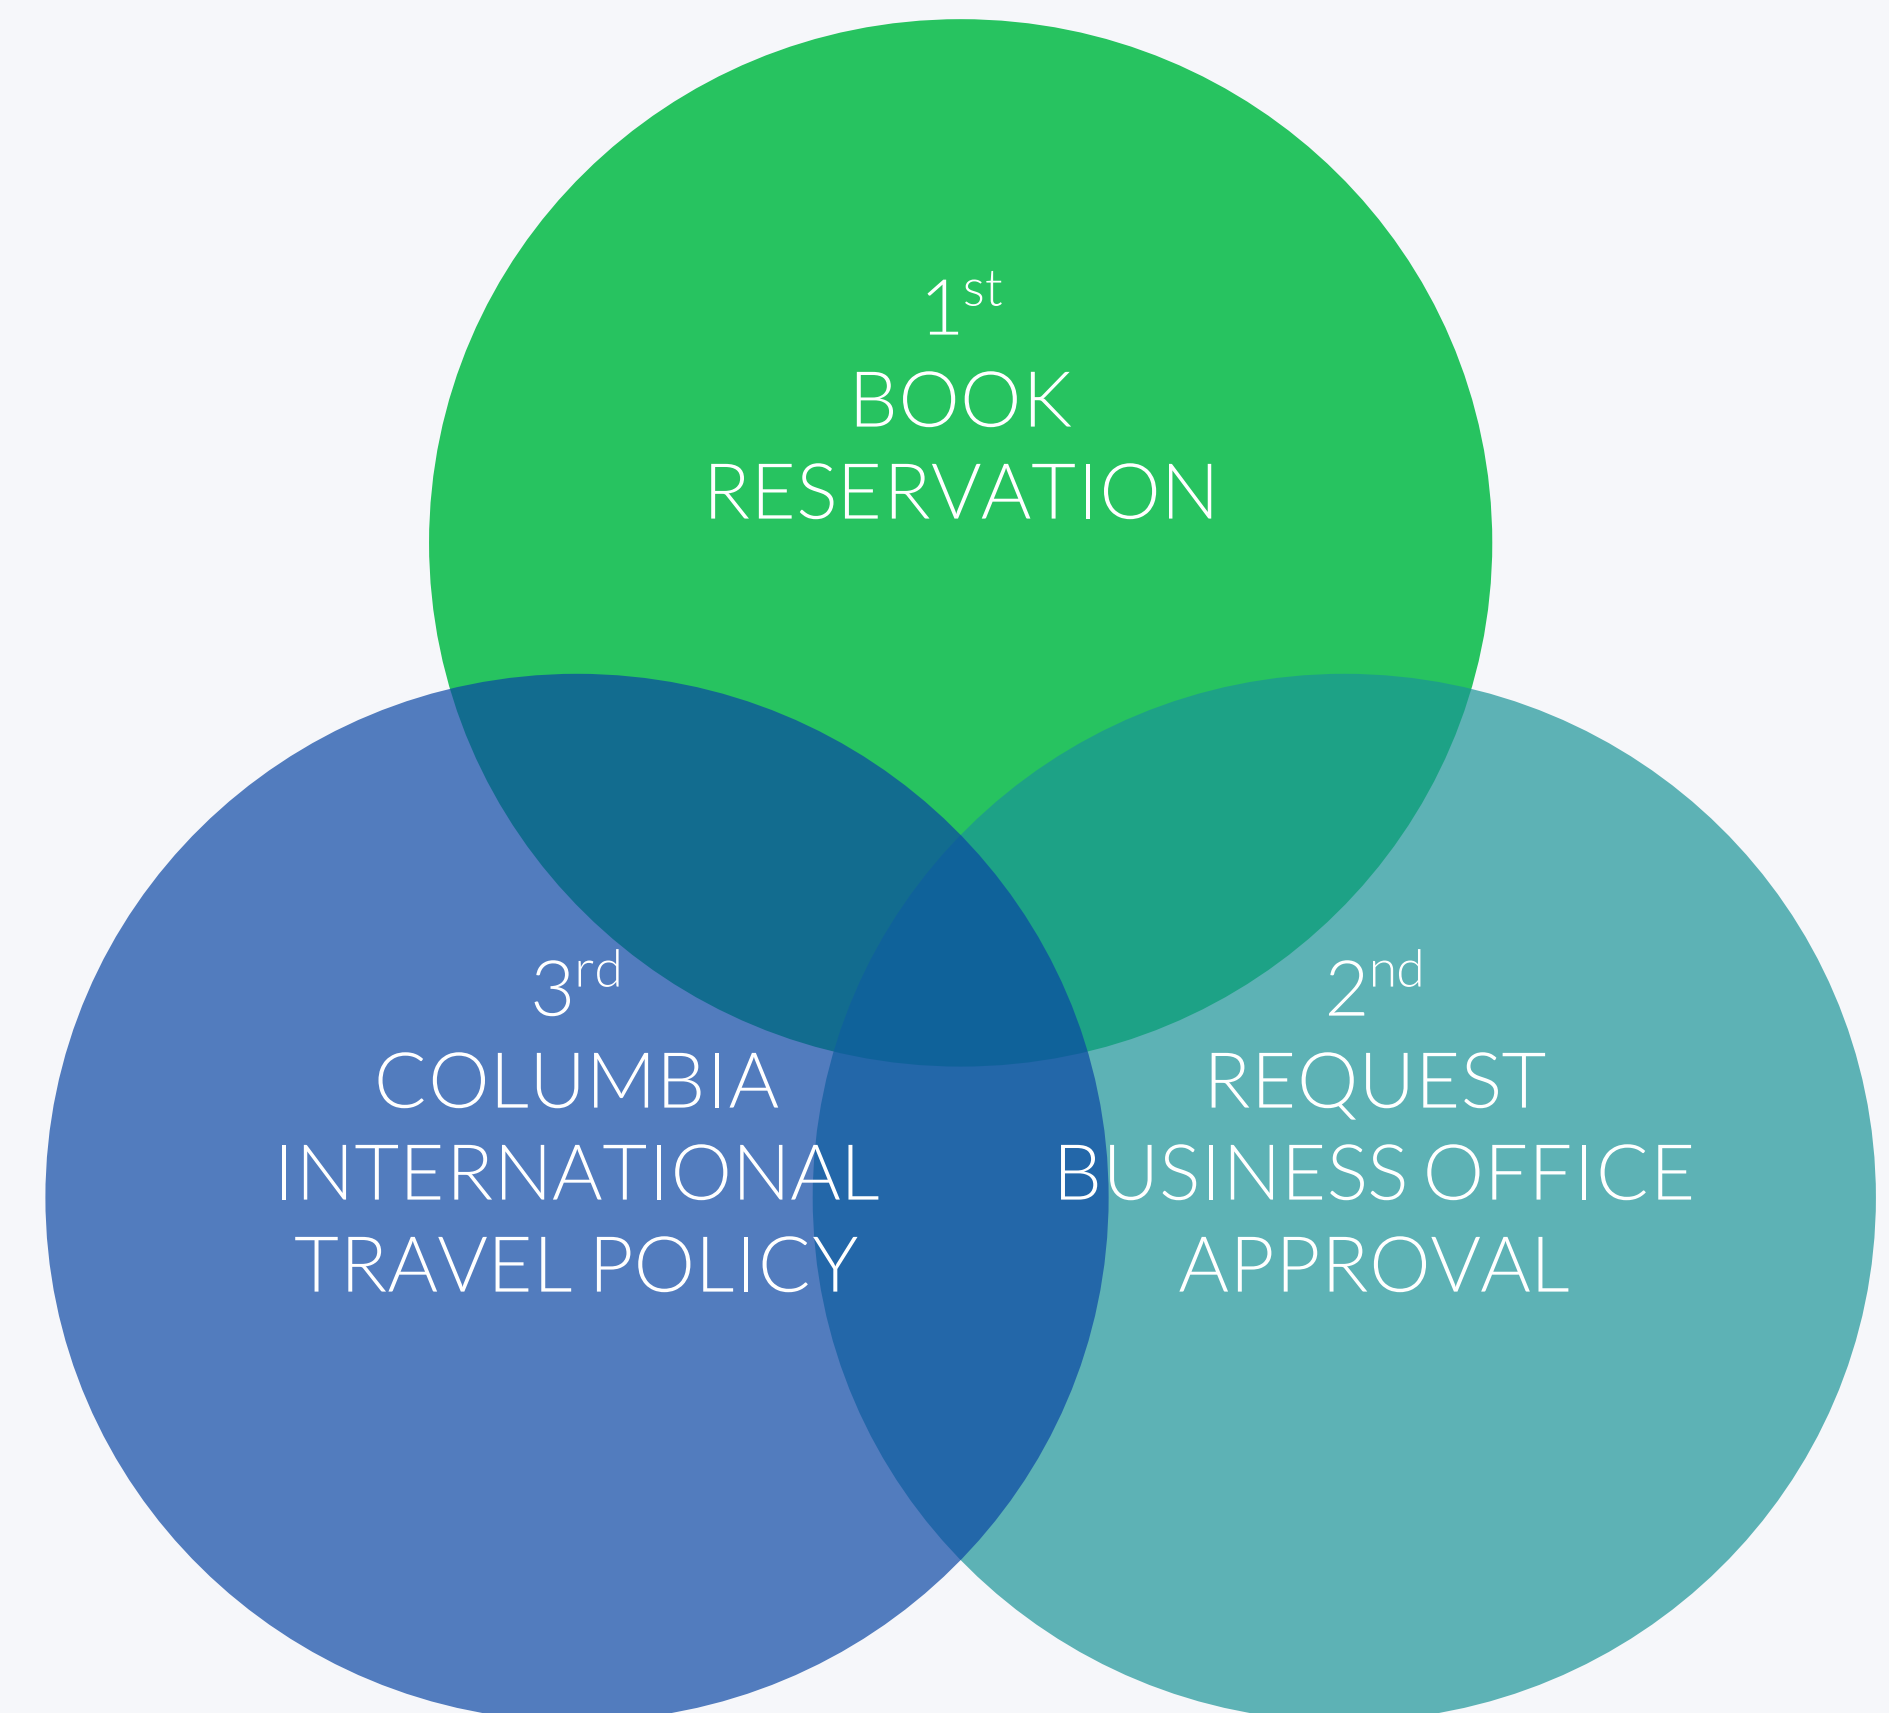 1st
BOOK
RESERVATION
3rd
COLUMBIA
INTERNATIONAL
TRAVEL POLICY
2nd
REQUEST
BUSINESS OFFICE
APPROVAL